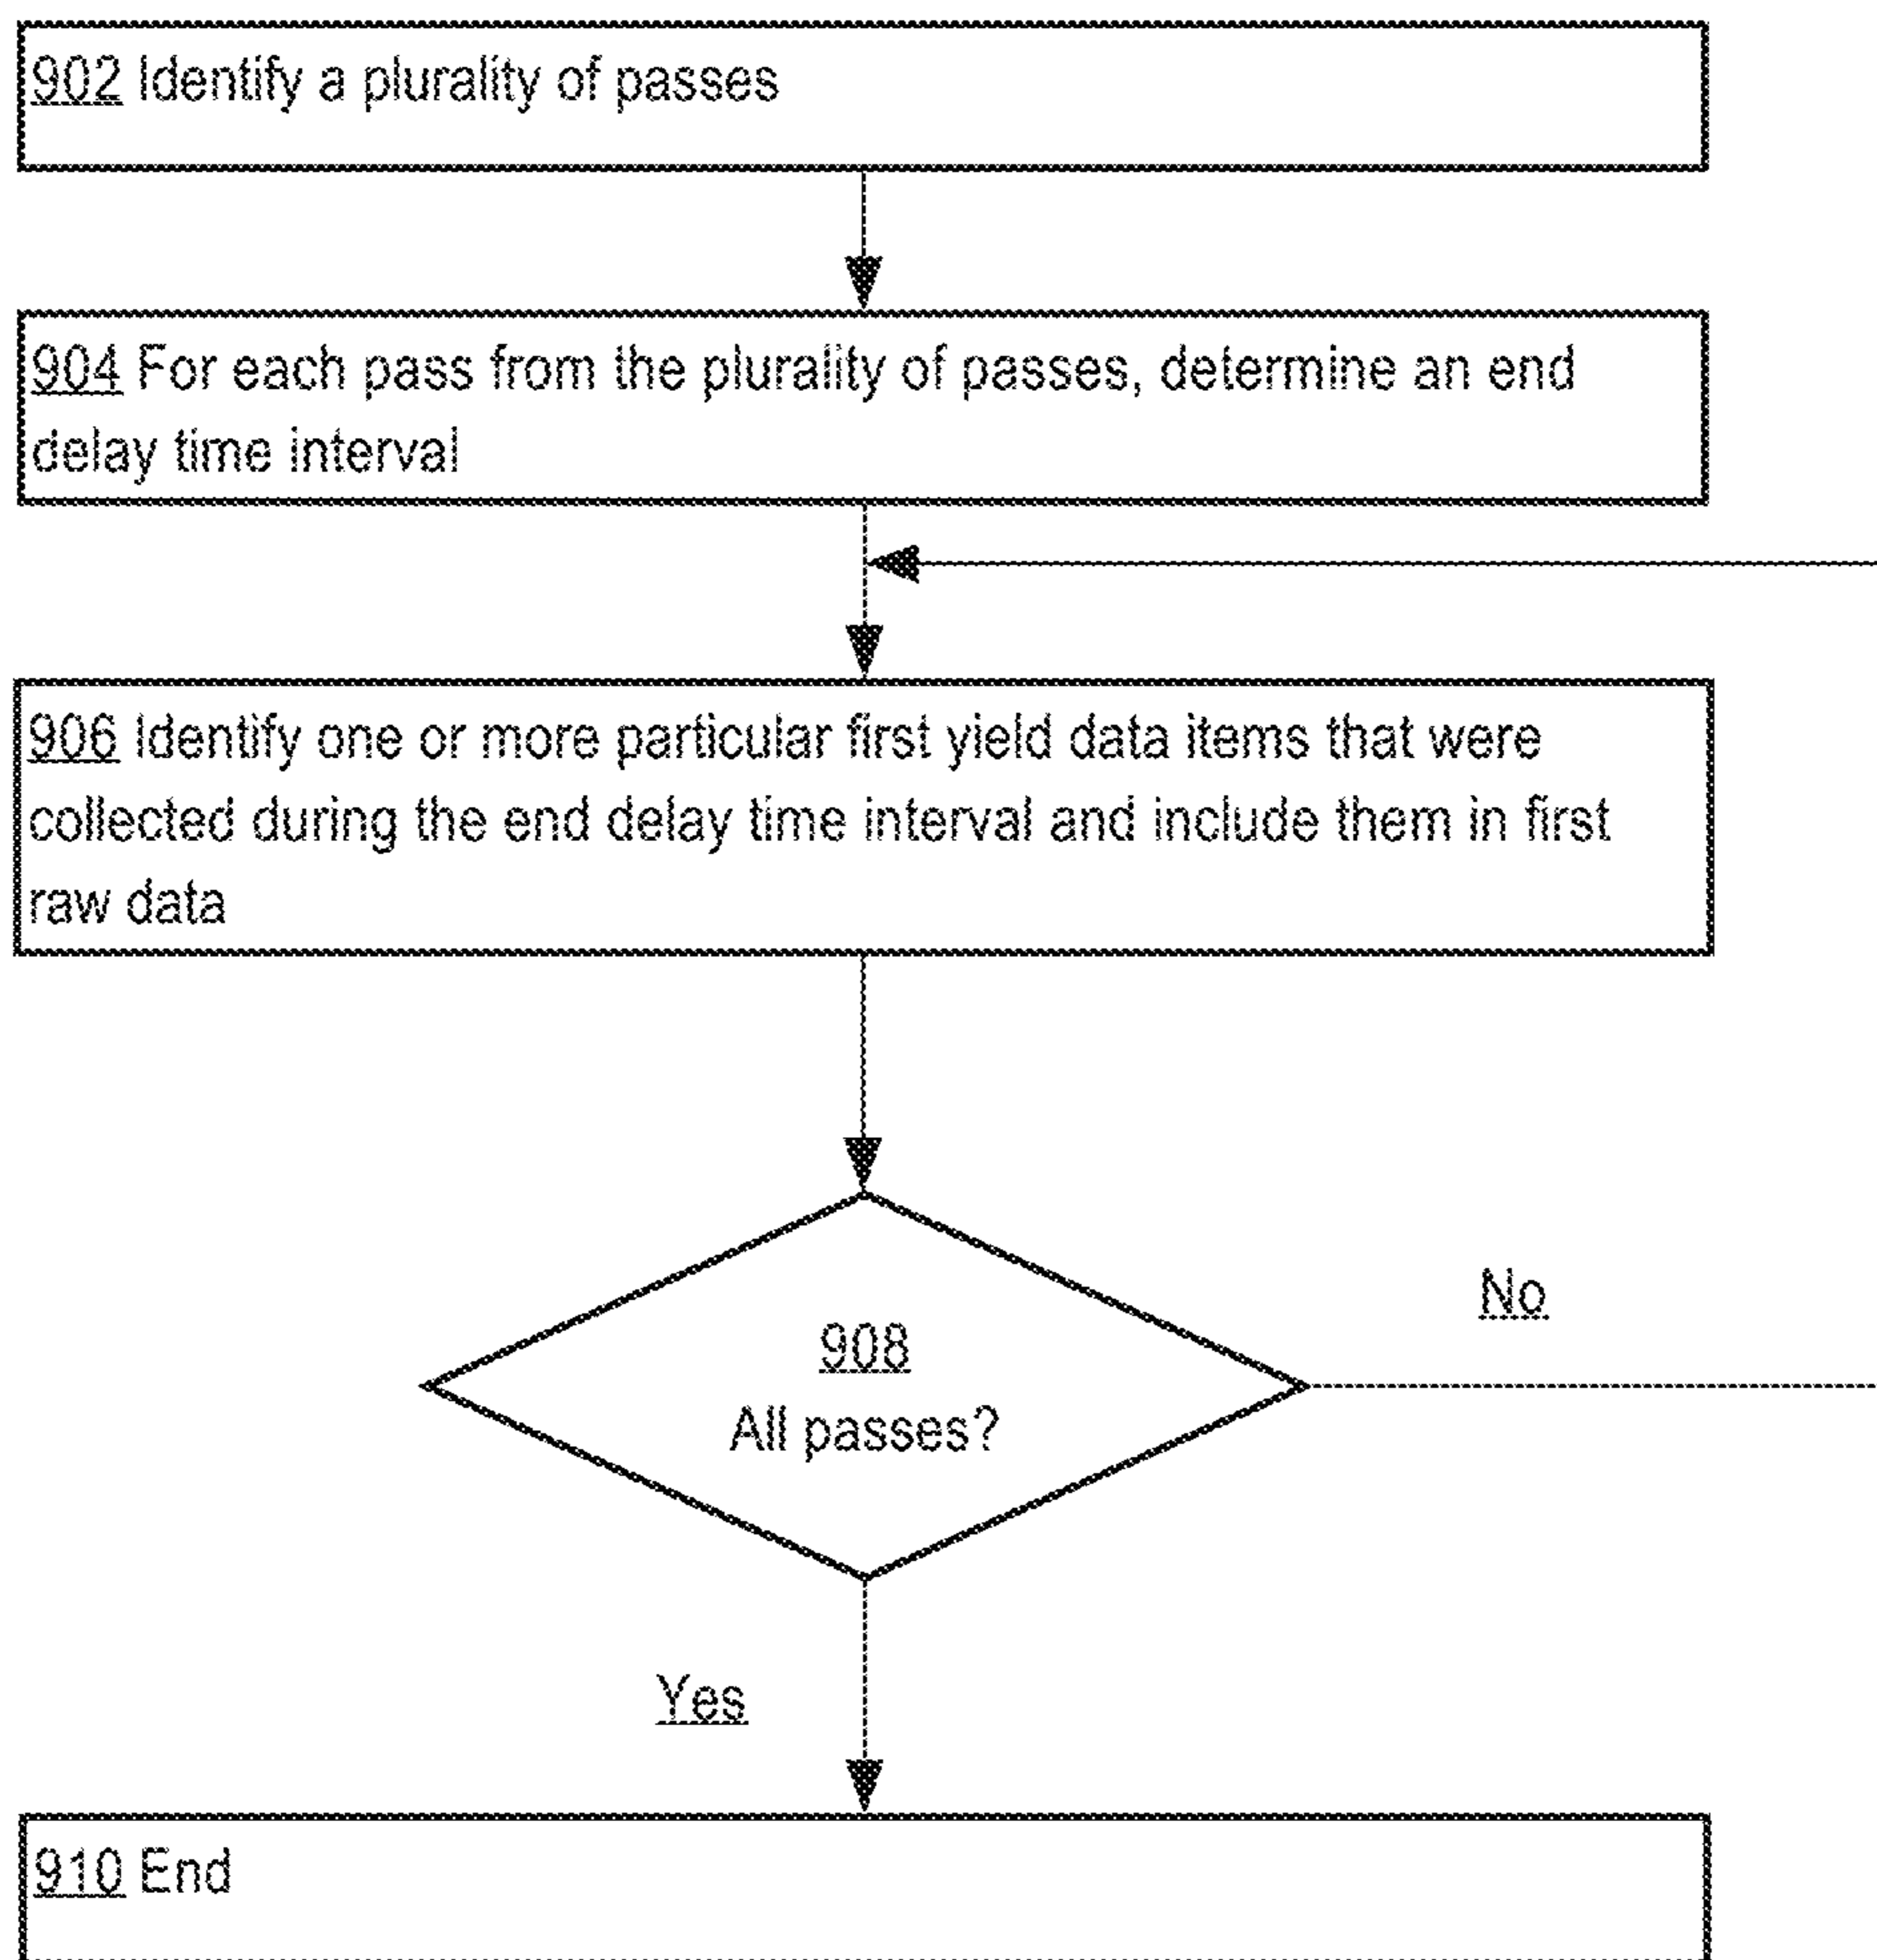 902 Identify a plurality of passes
904 For each pass from the plurality of passes, determine an end
delay time interval
906 Identify one or more particular first yield data items that were
collected during the end delay time interval and include them in first
raw data
No
908
All passes?
Yes
910 End